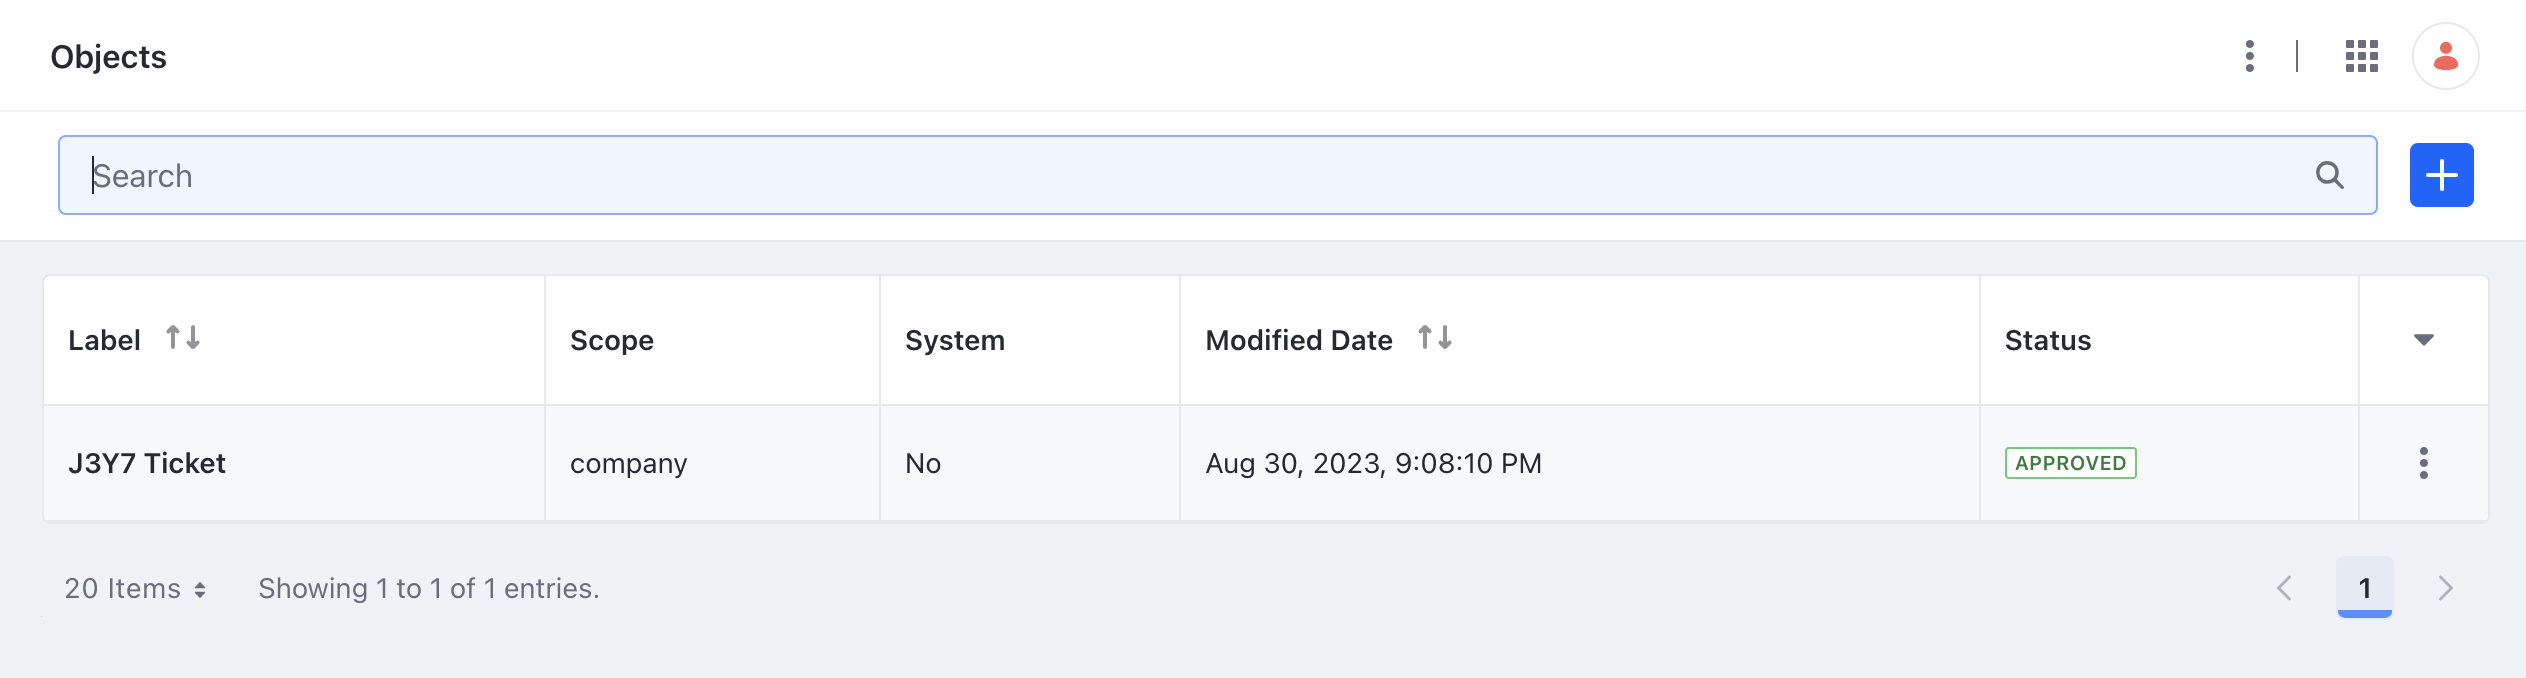 Objects
Search
Label Scope System Modified Date Status
J3Y7 Ticket company No Aug 30, 2023, 9:08:10 PM APPROVED
20 Items Showing 1 to 1 of 1 entries. 1